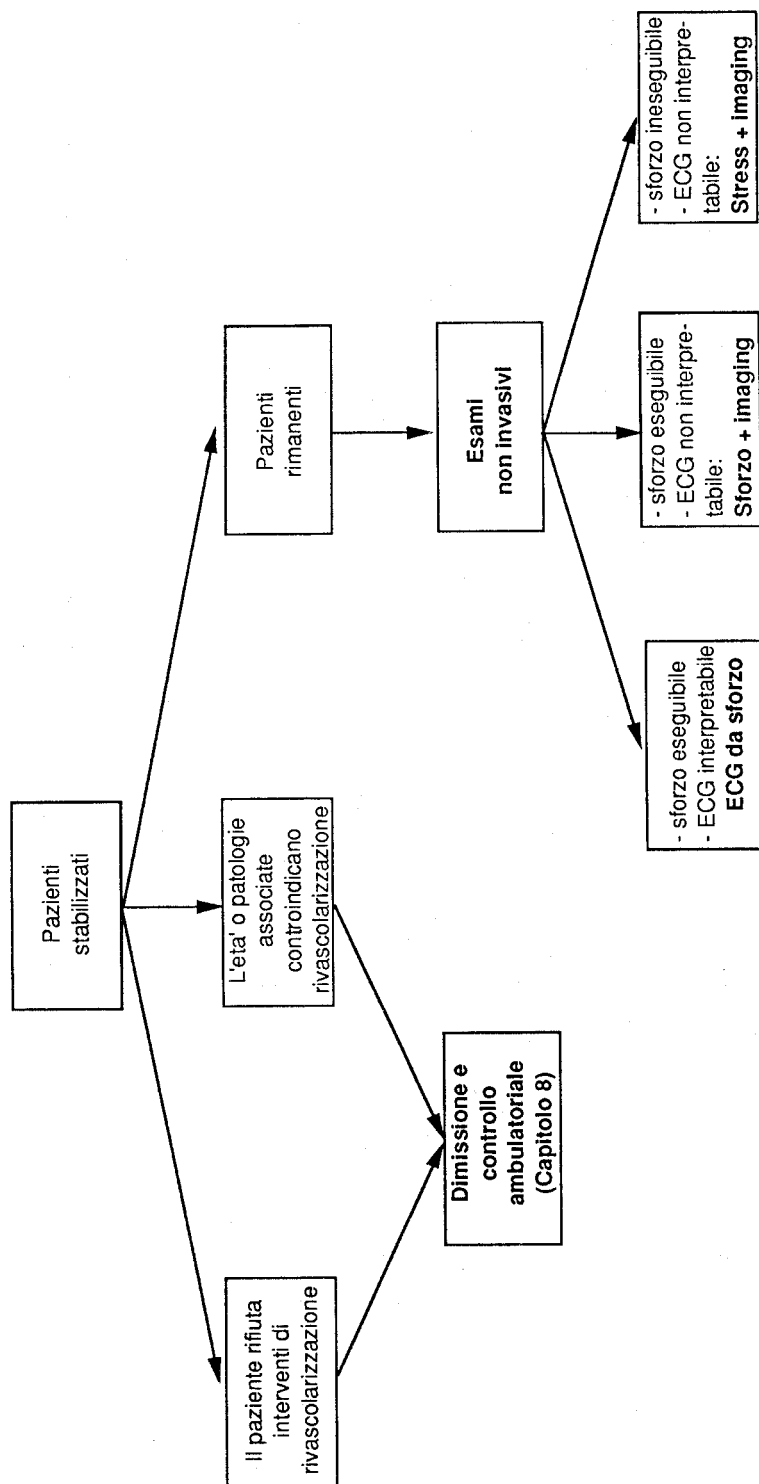 Pazienti
stabilizzati
Il paziente rifiuta
interventi di
rivascolarizzazione
L'eta' o patologie
associate
controindicano
rivascolarizzazione
Pazienti
rimanenti
Dimissione e
controllo
ambulatoriale
(Capitolo 8)
Esami
non invasivi
- sforzo eseguibile
- ECG interpretabile
ECG da sforzo
- sforzo eseguibile
- ECG non interpre-
tabile:
Sforzo + imaging
- sforzo ineseguibile
- ECG non interpre-
tabile:
Stress + imaging